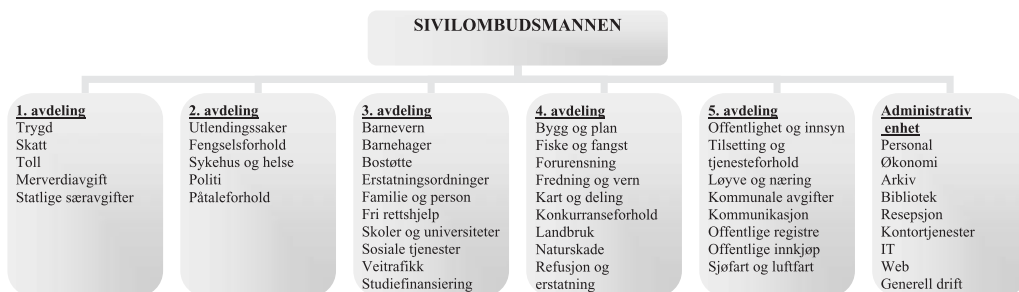 SIVILOMBUDSMANNEN
1. avdeling
Trygd
Skatt
Toll
Merverdiavgift
Statlige særavgifter
2. avdeling
Utlendingssaker
Fengselsforhold
Sykehus og helse
Politi
Påtaleforhold
3. avdeling
Barnevern
Barnehager
Bostøtte
Erstatningsordninger
Familie og person
Fri rettshjelp
Skoler og universiteter
Sosiale tjenester
Veitrafikk
Studiefinansiering
4. avdeling
Bygg og plan
Fiske og fangst
Forurensning
Fredning og vern
Kart og deling
Konkurranseforhold
Landbruk
Naturskade
Refusjon og
erstatning
5. avdeling
Offentlighet og innsyn
Tilsetting og
tjenesteforhold
Løyve og næring
Kommunale avgifter
Kommunikasjon
Offentlige registre
Offentlige innkjøp
Sjøfart og luftfart
Administrativ
enhet
Personal
Økonomi
Arkiv
Bibliotek
Resepsjon
Kontortjenester
IT
Web
Generell drift